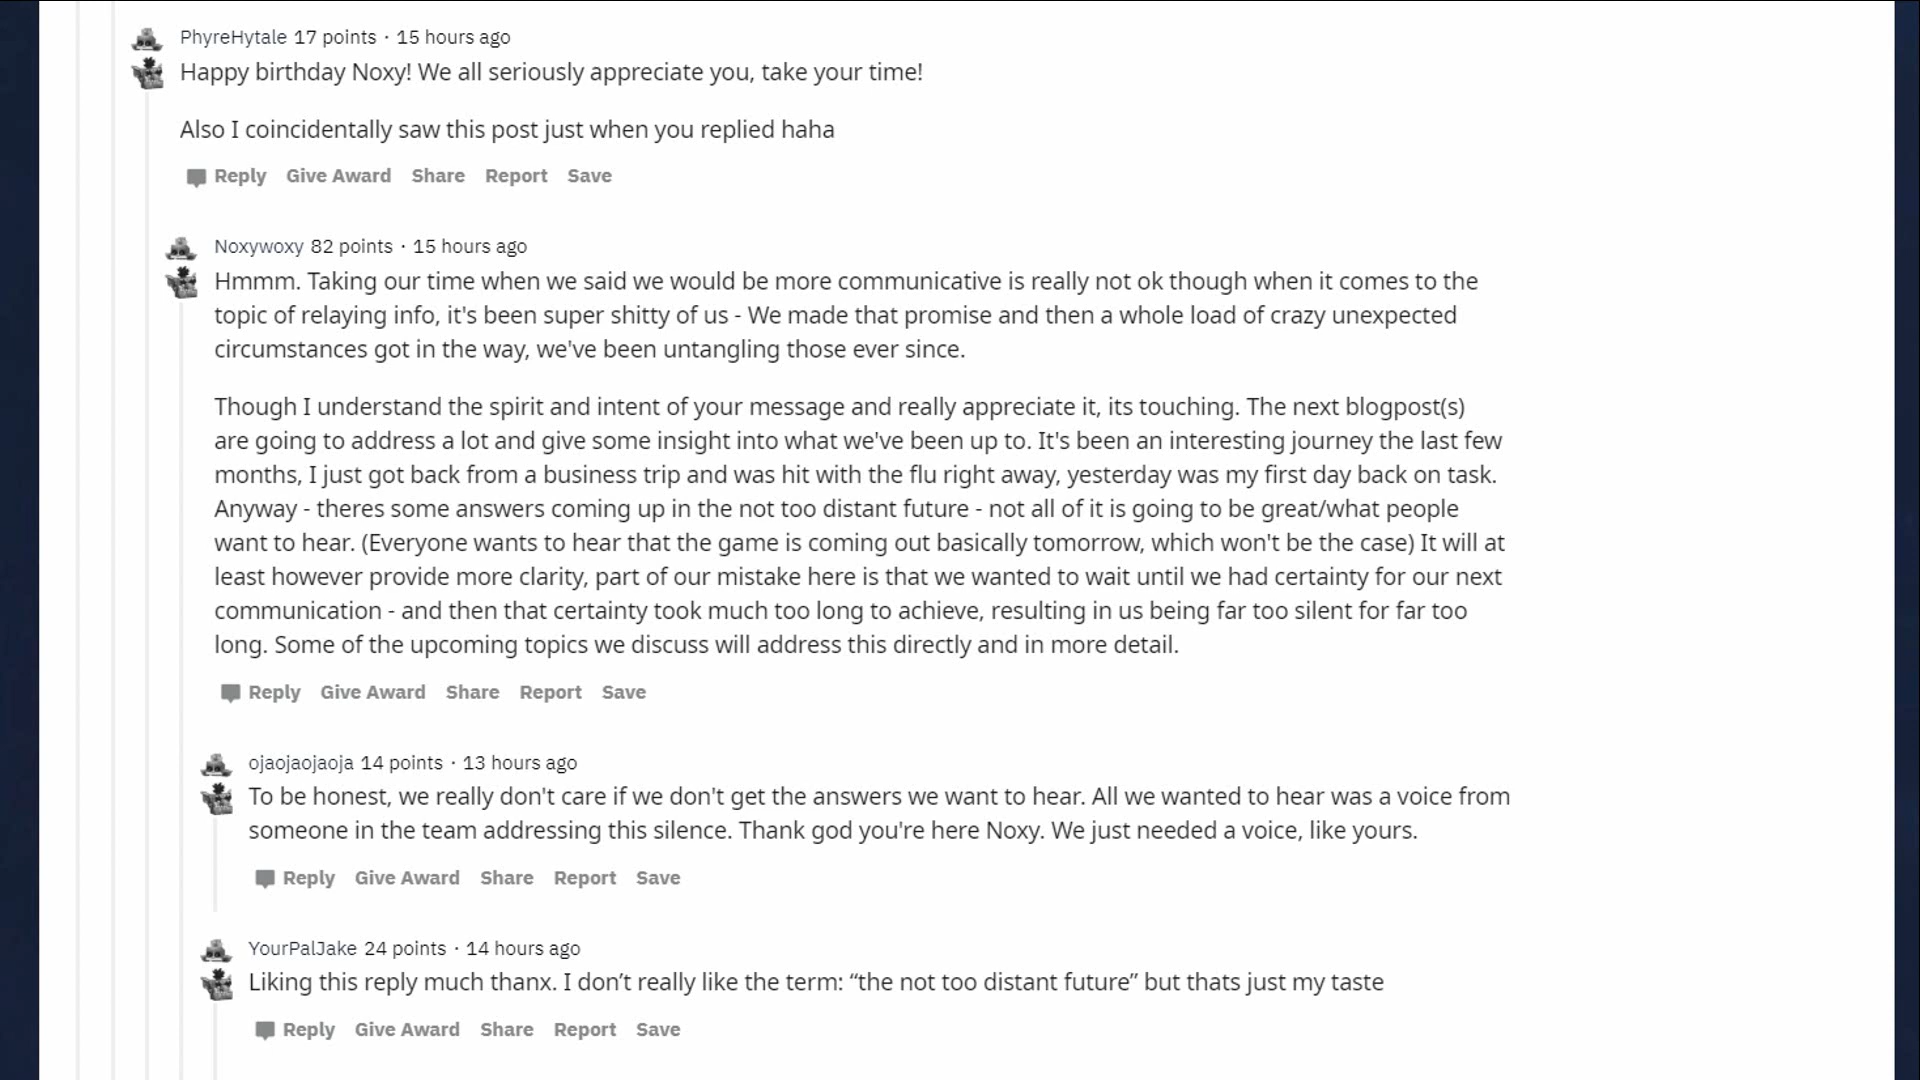 PhyreHytale 17 points · 15 hours ago
Happy birthday Noxy! We all seriously appreciate you, take your time!
Also I coincidentally saw this post just when you replied haha
Reply Give Award Share Report Save
Noxywoxy 82 points · 15 hours ago
Hmmm. Taking our time when we said we would be more communicative is really not ok though when it comes to the
topic of relaying info, it's been super shitty of us - We made that promise and then a whole load of crazy unexpected
circumstances got in the way, we've been untangling those ever since.
Though I understand the spirit and intent of your message and really appreciate it, its touching. The next blogpost(s)
are going to address a lot and give some insight into what we've been up to. It's been an interesting journey the last few
months, I just got back from a business trip and was hit with the flu right away, yesterday was my first day back on task.
Anyway - theres some answers coming up in the not too distant future - not all of it is going to be great/what people
want to hear. (Everyone wants to hear that the game is coming out basically tomorrow, which won't be the case) It will at
least however provide more clarity, part of our mistake here is that we wanted to wait until we had certainty for our next
communication - and then that certainty took much too long to achieve, resulting in us being far too silent for far too
long. Some of the upcoming topics we discuss will address this directly and in more detail.
Reply Give Award Share Report Save
ojaojaojaoja 14 points · 13 hours ago
To be honest, we really don't care if we don't get the answers we want to hear. All we wanted to hear was a voice from
someone in the team addressing this silence. Thank god you're here Noxy. We just needed a voice, like yours.
Reply Give Award Share Report Save
YourPalJake 24 points · 14 hours ago
Liking this reply much thanx. I don’t really like the term: “the not too distant future” but thats just my taste
Reply Give Award Share Report Save